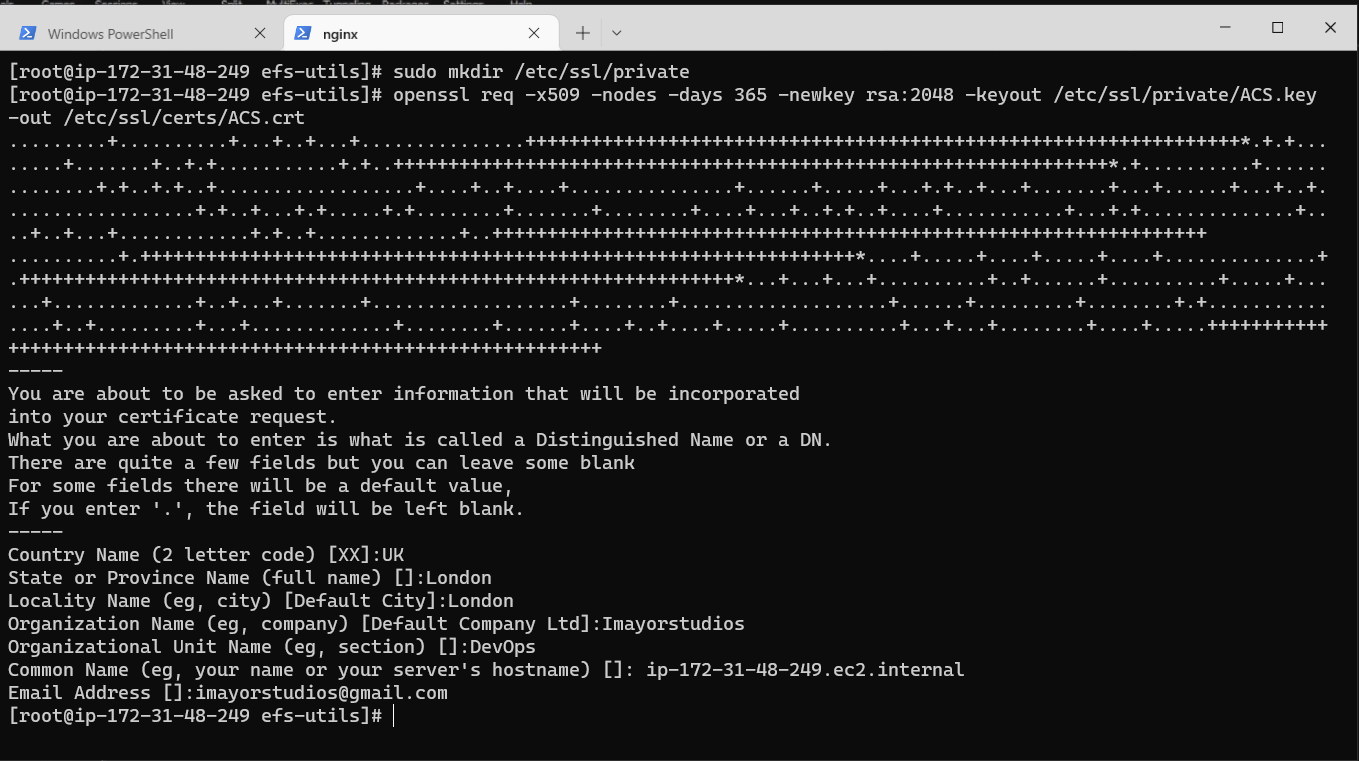 Windows PowerShell
nginx
[root@ip-172-31-48-249 efs-utils]# sudo mkdir /etc/ssl/private
[root@ip-172-31-48-249 efs-utils]# openssl req -x509 -nodes -days 365 -newkey rsa:2048 -keyout /etc/ssl/private/ACS.key
-out /etc/ssl/certs/ACS.crt
-----
You are about to be asked to enter information that will be incorporated
into your certificate request.
What you are about to enter is what is called a Distinguished Name or a DN.
There are quite a few fields but you can leave some blank
For some fields there will be a default value,
If you enter '.', the field will be left blank.
-----
Country Name (2 letter code) [XX]:UK
State or Province Name (full name) []:London
Locality Name (eg, city) [Default City]:London
Organization Name (eg, company) [Default Company Ltd]:Imayorstudios
Organizational Unit Name (eg, section) []:DevOps
Common Name (eg, your name or your server's hostname) []: ip-172-31-48-249.ec2.internal
Email Address []:imayorstudios@gmail.com
[root@ip-172-31-48-249 efs-utils]#